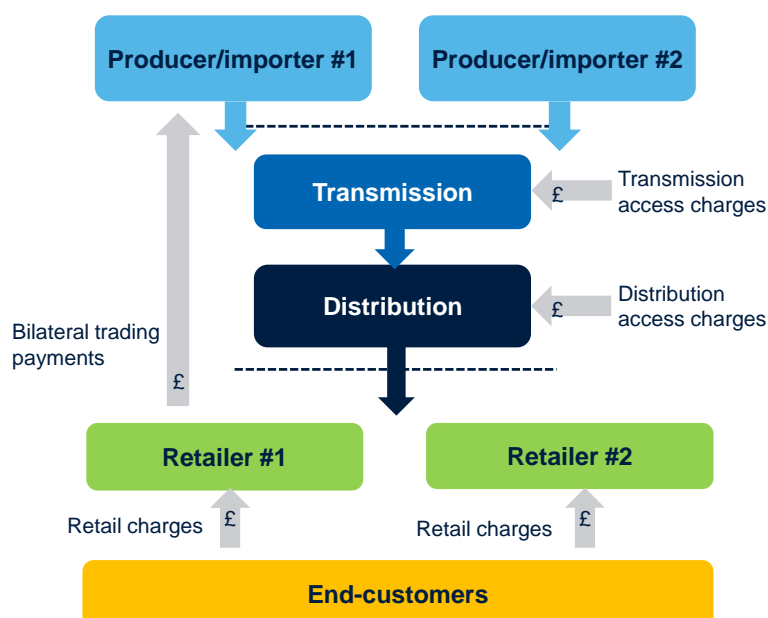 Producer/importer #1
Producer/importer #2
Transmission
£
Transmission
access charges
Distribution
£
Distribution
access charges
Bilateral trading
payments
£
Retailer #1
Retailer #2
Retail charges
£
Retail charges
£
End-customers